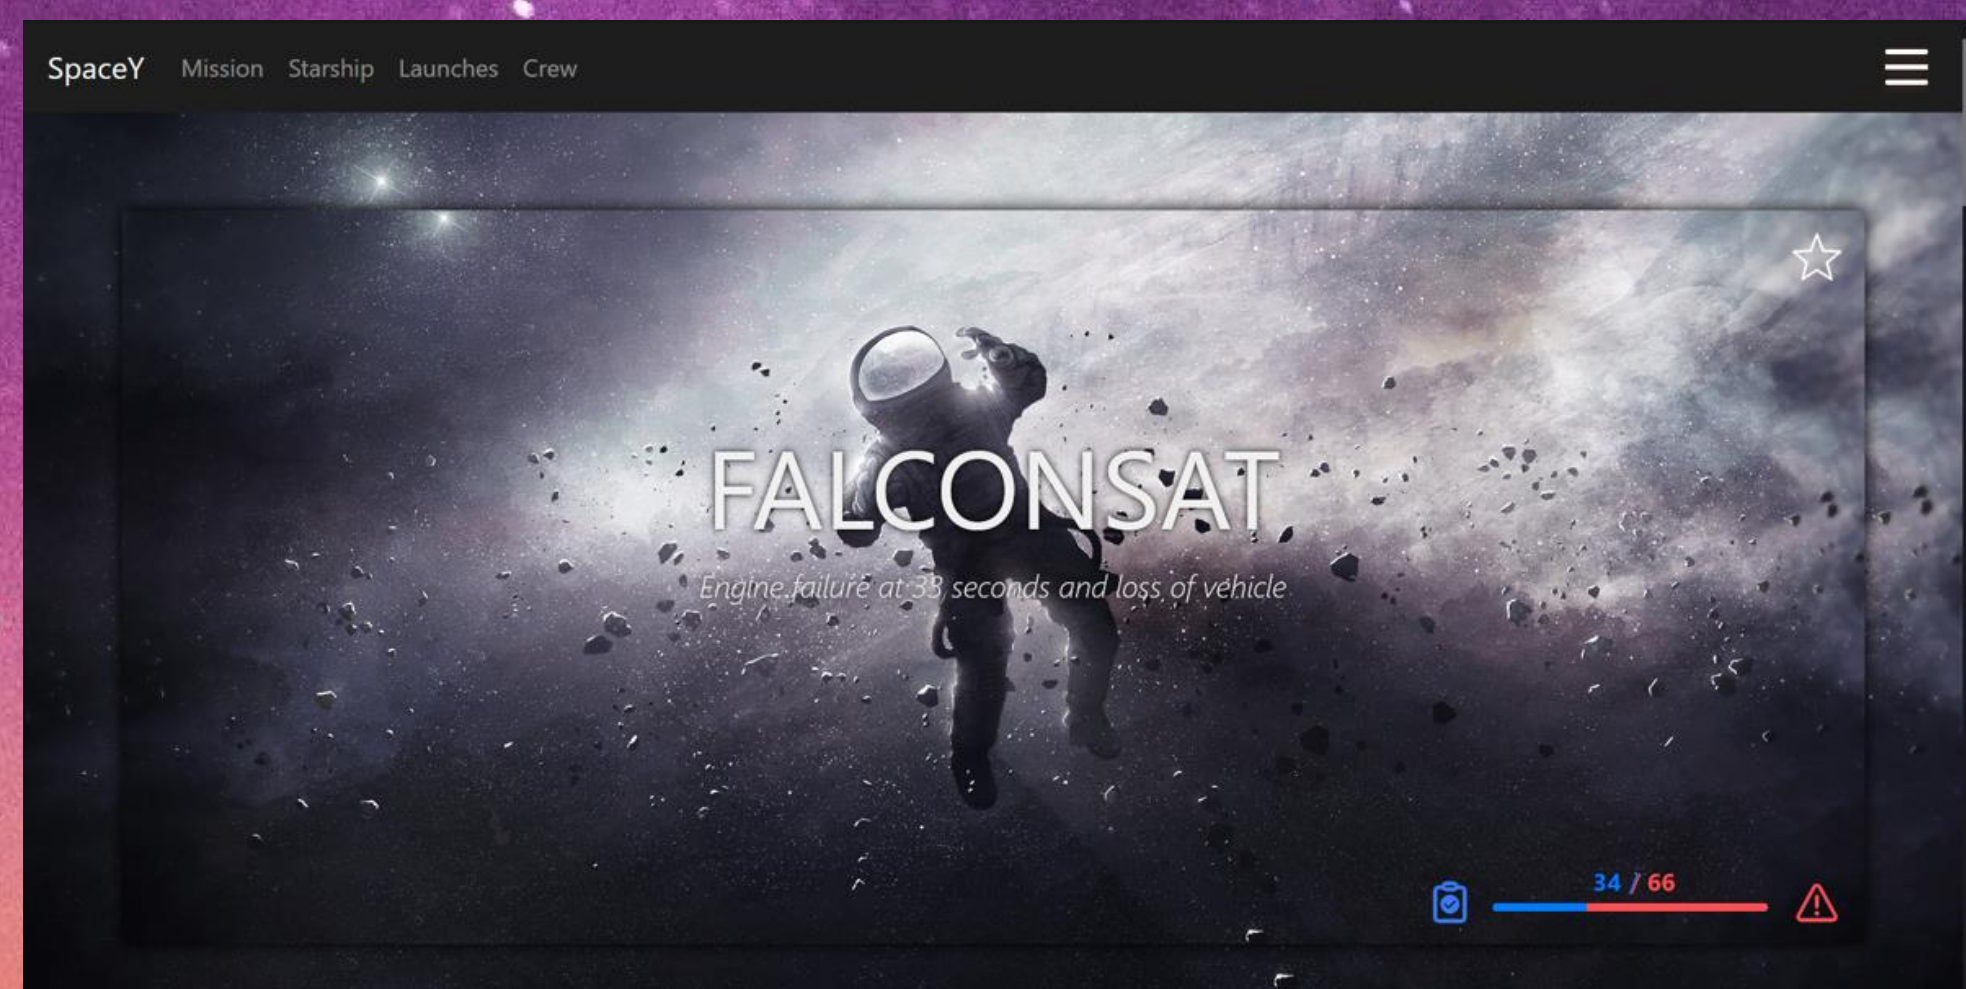 SpaceY Mission Starship Launches Crew
FALCONSAT
Engine failure at 33 seconds and loss of vehicle
34 / 66